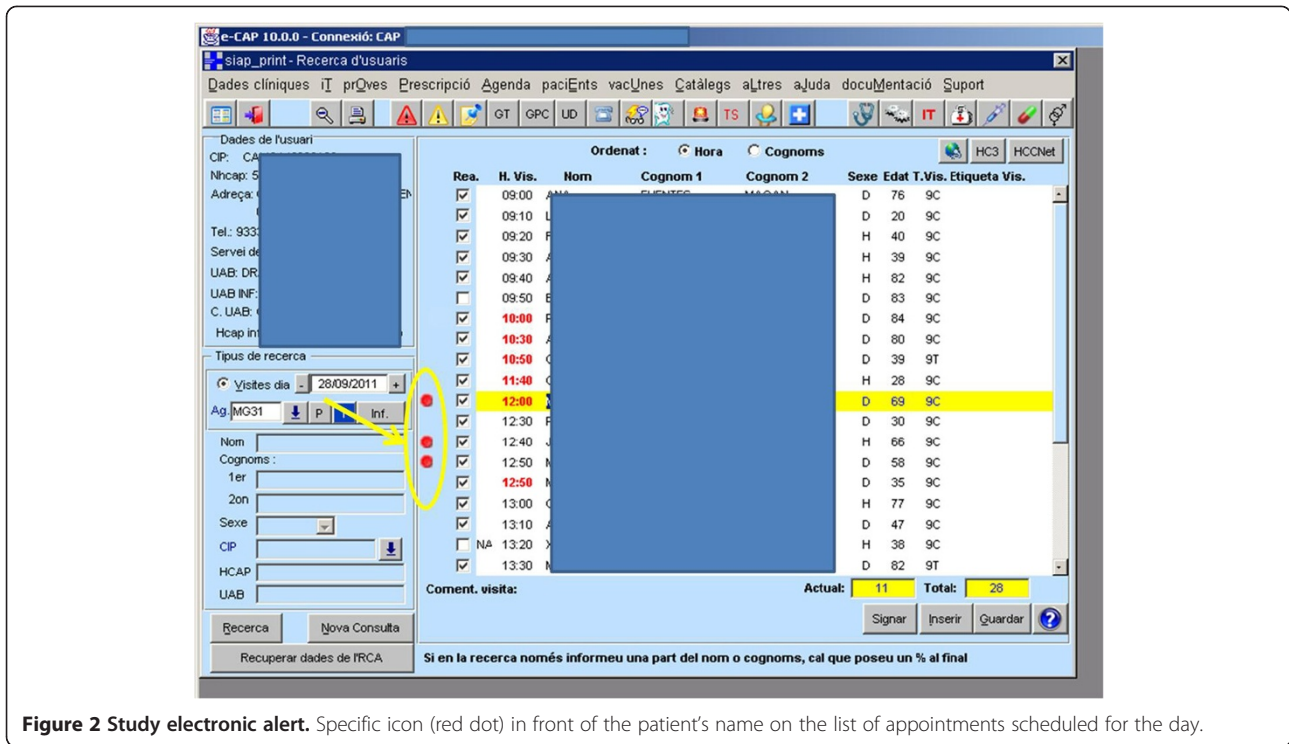 e-CAP 10.0.0 - Connexió: CAP
siap_print - Recerca d'usuaris
Dades clíniques iT prOves Prescripció Agenda paciEnts vacUnes Catàlegs aLtres aJuda docuMentació Suport
GT GPC UD TS IT
Dades de l'usuari
CIP:
Nhcap: 5
Adreça:
Tel.: 933
Servei de
UAB: DR
UAB INF:
C. UAB:
Hcap in
Ordenat : Hora Cognoms HC3 HCCNet
Rea. H. Vis. Nom Cognom 1 Cognom 2 Sexe Edat T.Vis. Etiqueta Vis.
09:00 D 76 9C
09:10 D 20 9C
09:20 H 40 9C
09:30 H 39 9C
09:40 H 82 9C
09:50 D 83 9C
10:00 D 84 9C
10:30 D 80 9C
10:50 D 39 9T
11:40 H 28 9C
12:00 D 69 9C
12:30 D 30 9C
12:40 H 66 9C
12:50 D 58 9C
12:50 D 35 9C
13:00 H 77 9C
13:10 D 47 9C
NA 13:20 H 38 9C
13:30 D 82 9T
Tipus de recerca
Visites dia - 28/09/2011 +
Ag. MG31 P Inf.
Nom
Cognoms :
1er
2on
Sexe
CIP
HCAP
UAB
Recerca Nova Consulta
Recuperar dades de l'RCA
Coment. visita: Actual: 11 Total: 28
Signar Inserir Guardar
Si en la recerca només informeu una part del nom o cognoms, cal que poseu un % al final
Figure 2 Study electronic alert. Specific icon (red dot) in front of the patient's name on the list of appointments scheduled for the day.